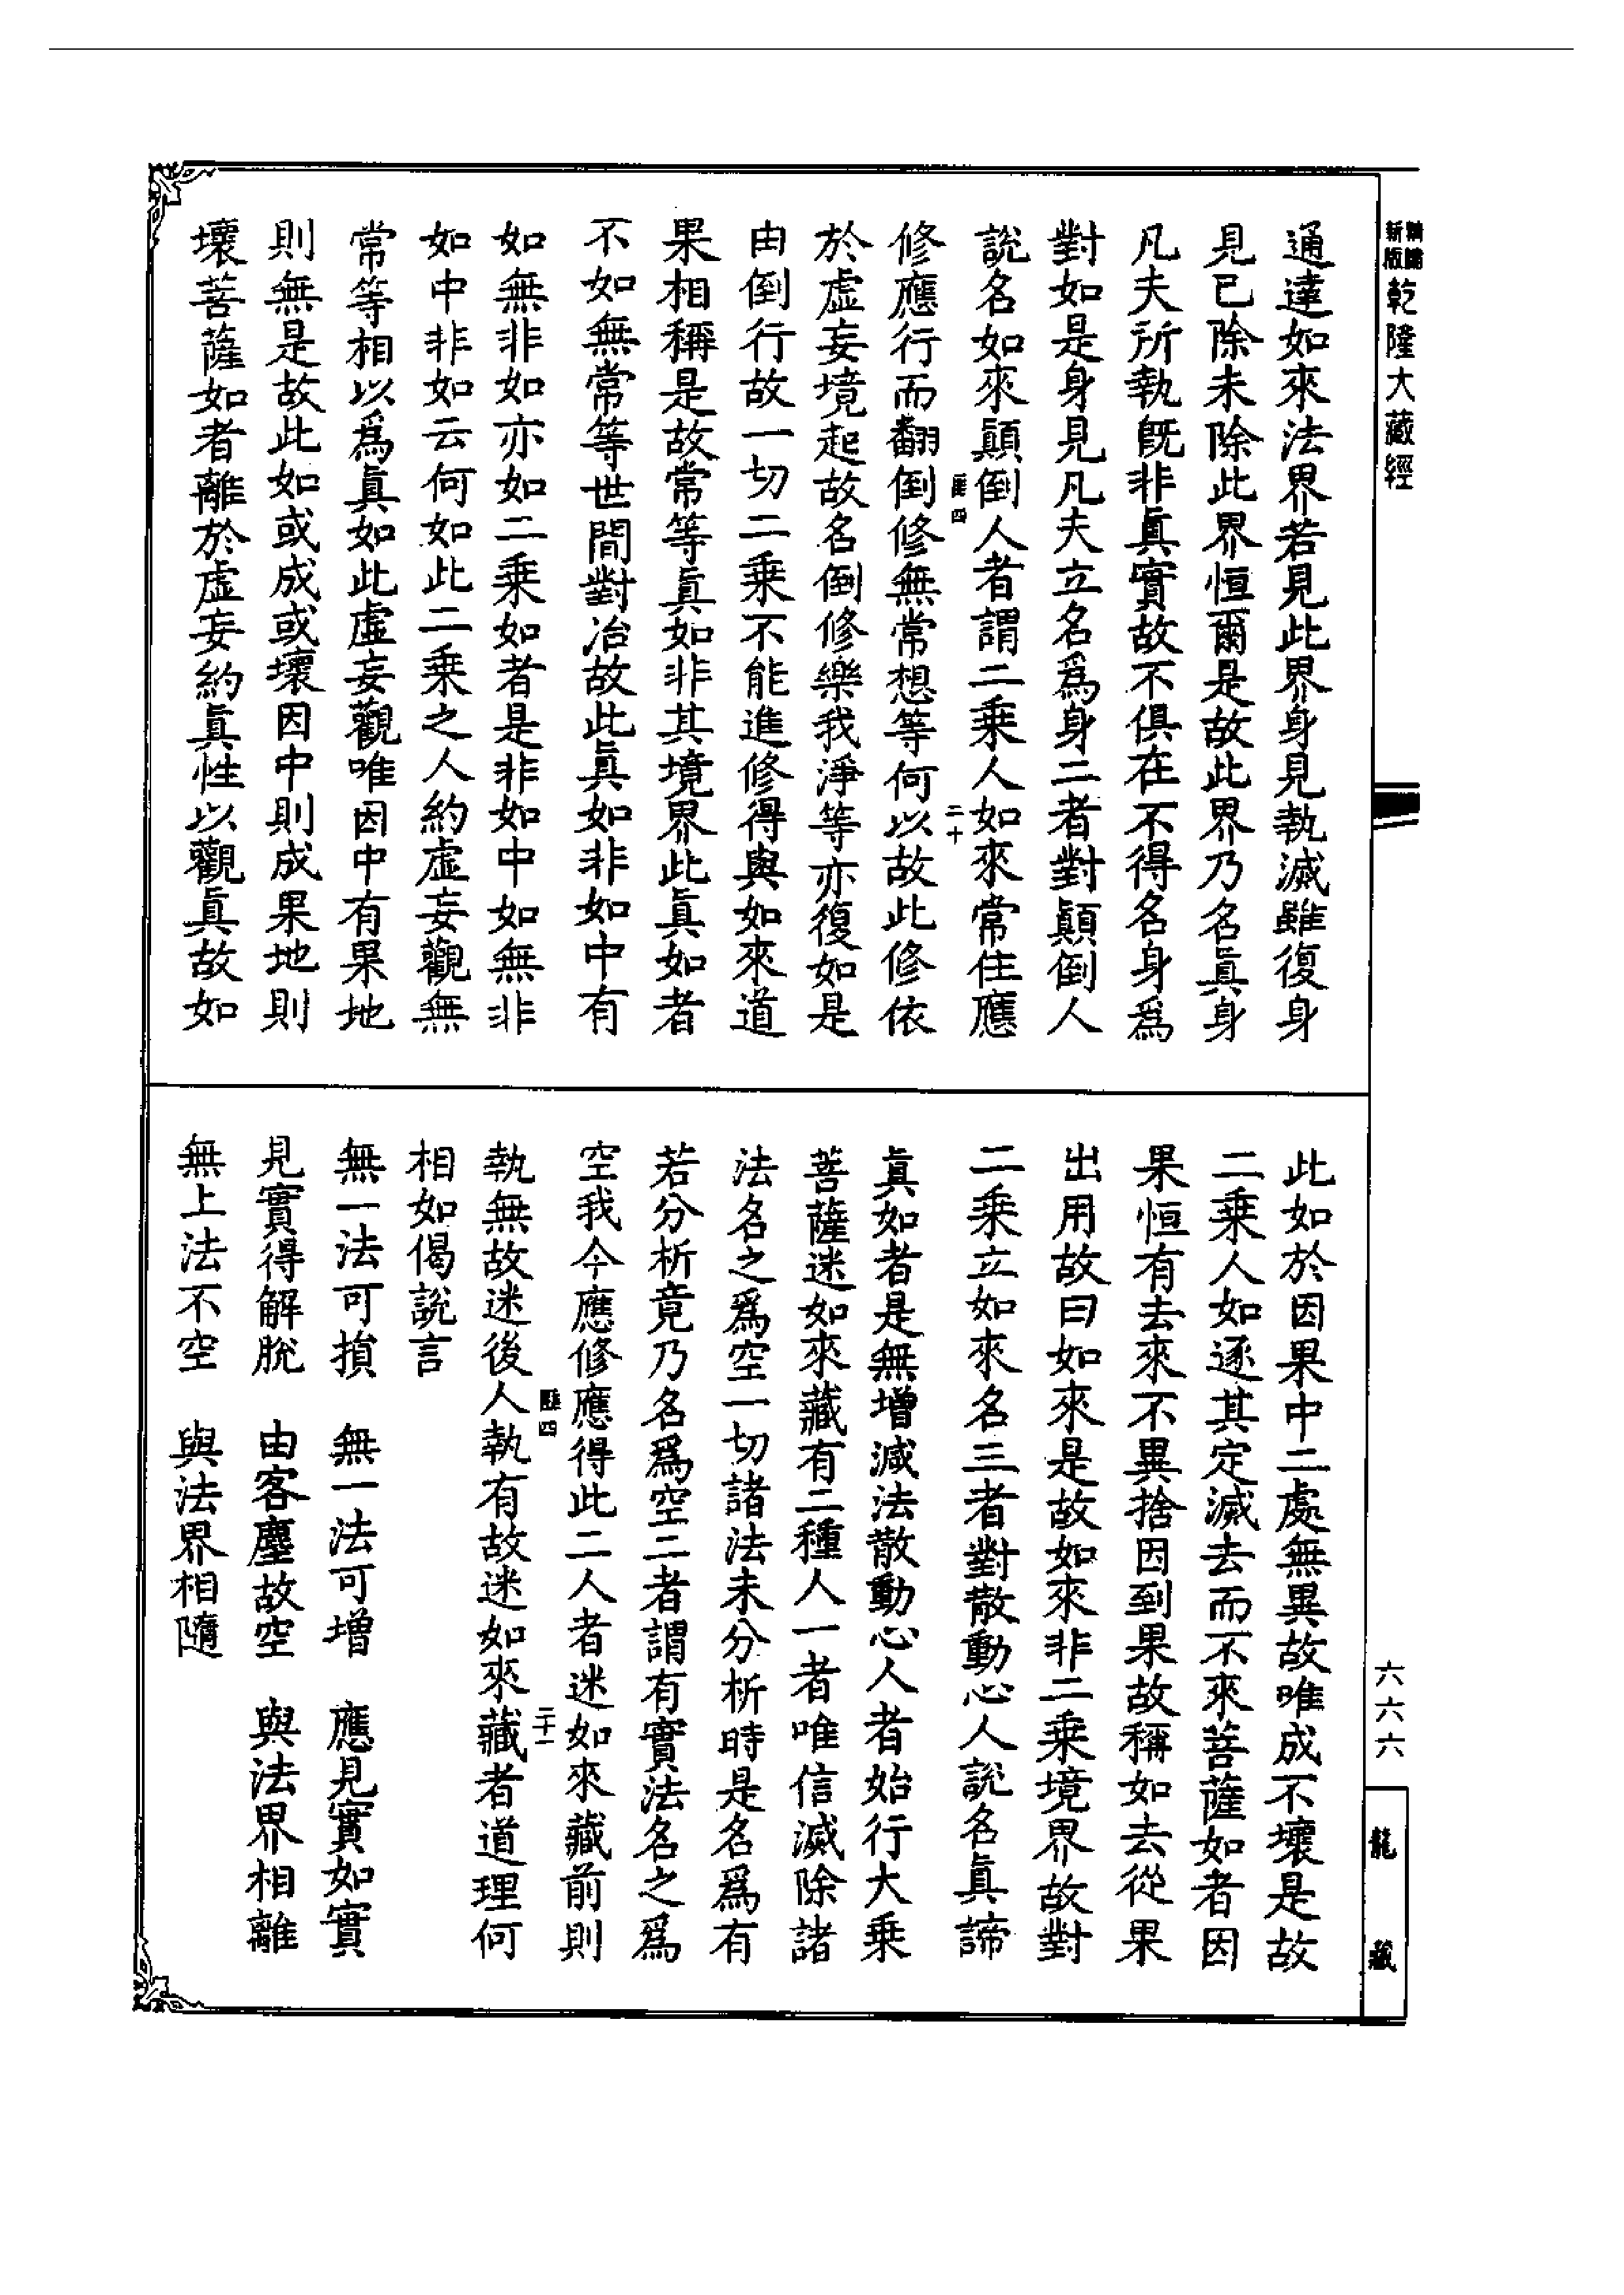 新版
乾隆大藏經
通達如來法界若見此界身見執滅雖復身
見已除未除此界恒爾是故此界乃名眞身
凡夫所執旣非眞實故不俱在不得名身爲
對如是身見凡夫立名爲身二者對顚倒人
說名如來顚倒人者謂二乘人如來常住應
修應行而翻倒修無常想等何以故此修依
於虛妄境起故名倒修樂我淨等亦復如是
由倒行故一切二乘不能進修得與如來道
果相稱是故常等眞如非其境界此眞如者
不如無常等世間對治故此眞如非如中有
如無非如亦如二乘如者是非如中如無非
如中非如云何如此二乘之人約虛妄觀無
常等相以爲眞如此虛妄觀唯因中有果地
則無是故此如或成或壞因中則成果地則
壞菩薩如者離於虛妄約眞性以觀眞故如
四
二十
此如於因果中二處無異故唯成不壞是故
二乘人如逐其定滅去而不來菩薩如者因
果恒有去來不異捨因到果故稱如去從果
出用故曰如來是故如來非二乘境界故對
二乘立如來名三者對散動心人說名眞諦
眞如者是無增減法散動心人者始行大乘
菩薩迷如來藏有二種人一者唯信滅除諸
法名之爲空一切諸法未分析時是名爲有
若分析竟乃名爲空二者謂有實法名之爲
空我今應修應得此二人者迷如來藏前則
執無故迷後人執有故迷如來藏者道理何
相如偈說言
無一法可損　無一法可增　應見實如實
見實得解脫　由客塵故空　與法界相離
無上法不空　與法界相隨
四
二十一
六六六
龍藏